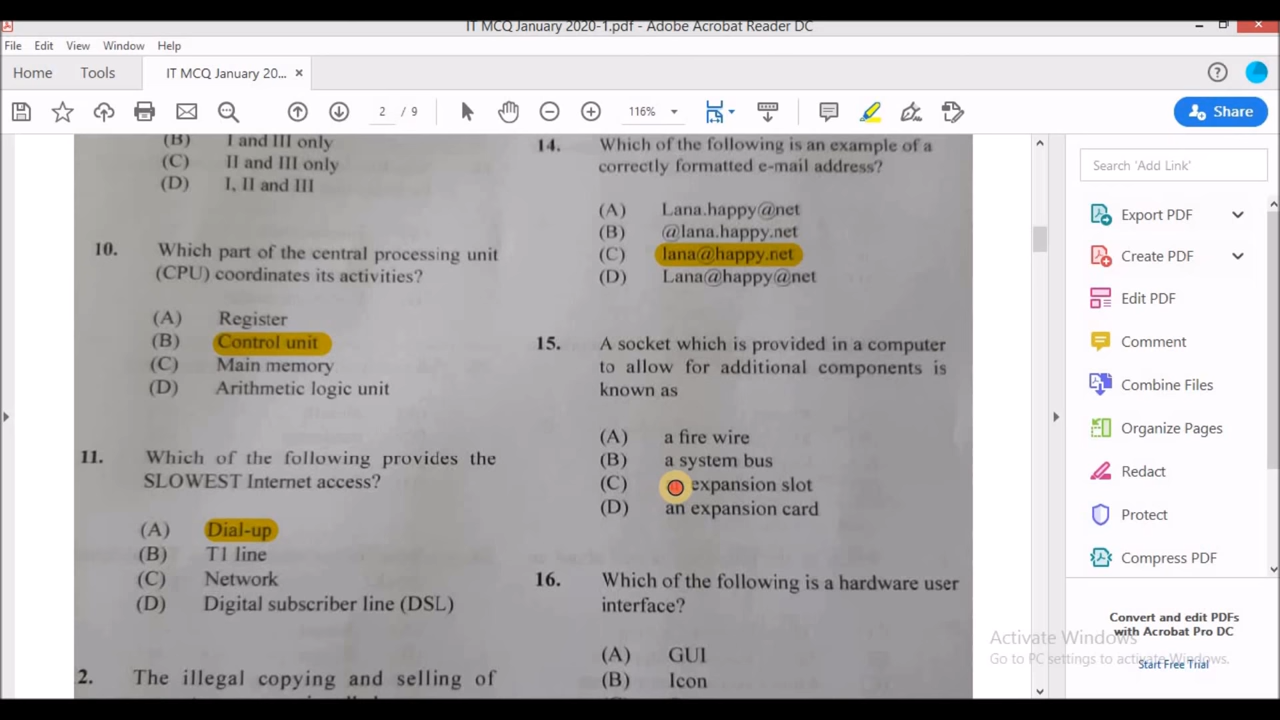 IT MCQ January 2020-1.pdf - Adobe Acrobat Reader DC
File Edit View Window Help
Home Tools IT MCQ January 20... ×
2 / 9 116% Share
(B) I and III only
(C) II and III only
(D) I, II and III
10. Which part of the central processing unit
(CPU) coordinates its activities?
(A) Register
(B) Control unit
(C) Main memory
(D) Arithmetic logic unit
11. Which of the following provides the
SLOWEST Internet access?
(A) Dial-up
(B) T1 line
(C) Network
(D) Digital subscriber line (DSL)
2. The illegal copying and selling of
14. Which of the following is an example of a
correctly formatted e-mail address?
(A) Lana.happy@net
(B) @lana.happy.net
(C) lana@happy.net
(D) Lana@happy@net
15. A socket which is provided in a computer
to allow for additional components is
known as
(A) a fire wire
(B) a system bus
(C) expansion slot
(D) an expansion card
16. Which of the following is a hardware user
interface?
(A) GUI
(B) Icon
Search 'Add Link'
Export PDF
Create PDF
Edit PDF
Comment
Combine Files
Organize Pages
Redact
Protect
Compress PDF
Convert and edit PDFs
with Acrobat Pro DC
Start Free Trial
Activate Windows
Go to PC settings to activate Windows.